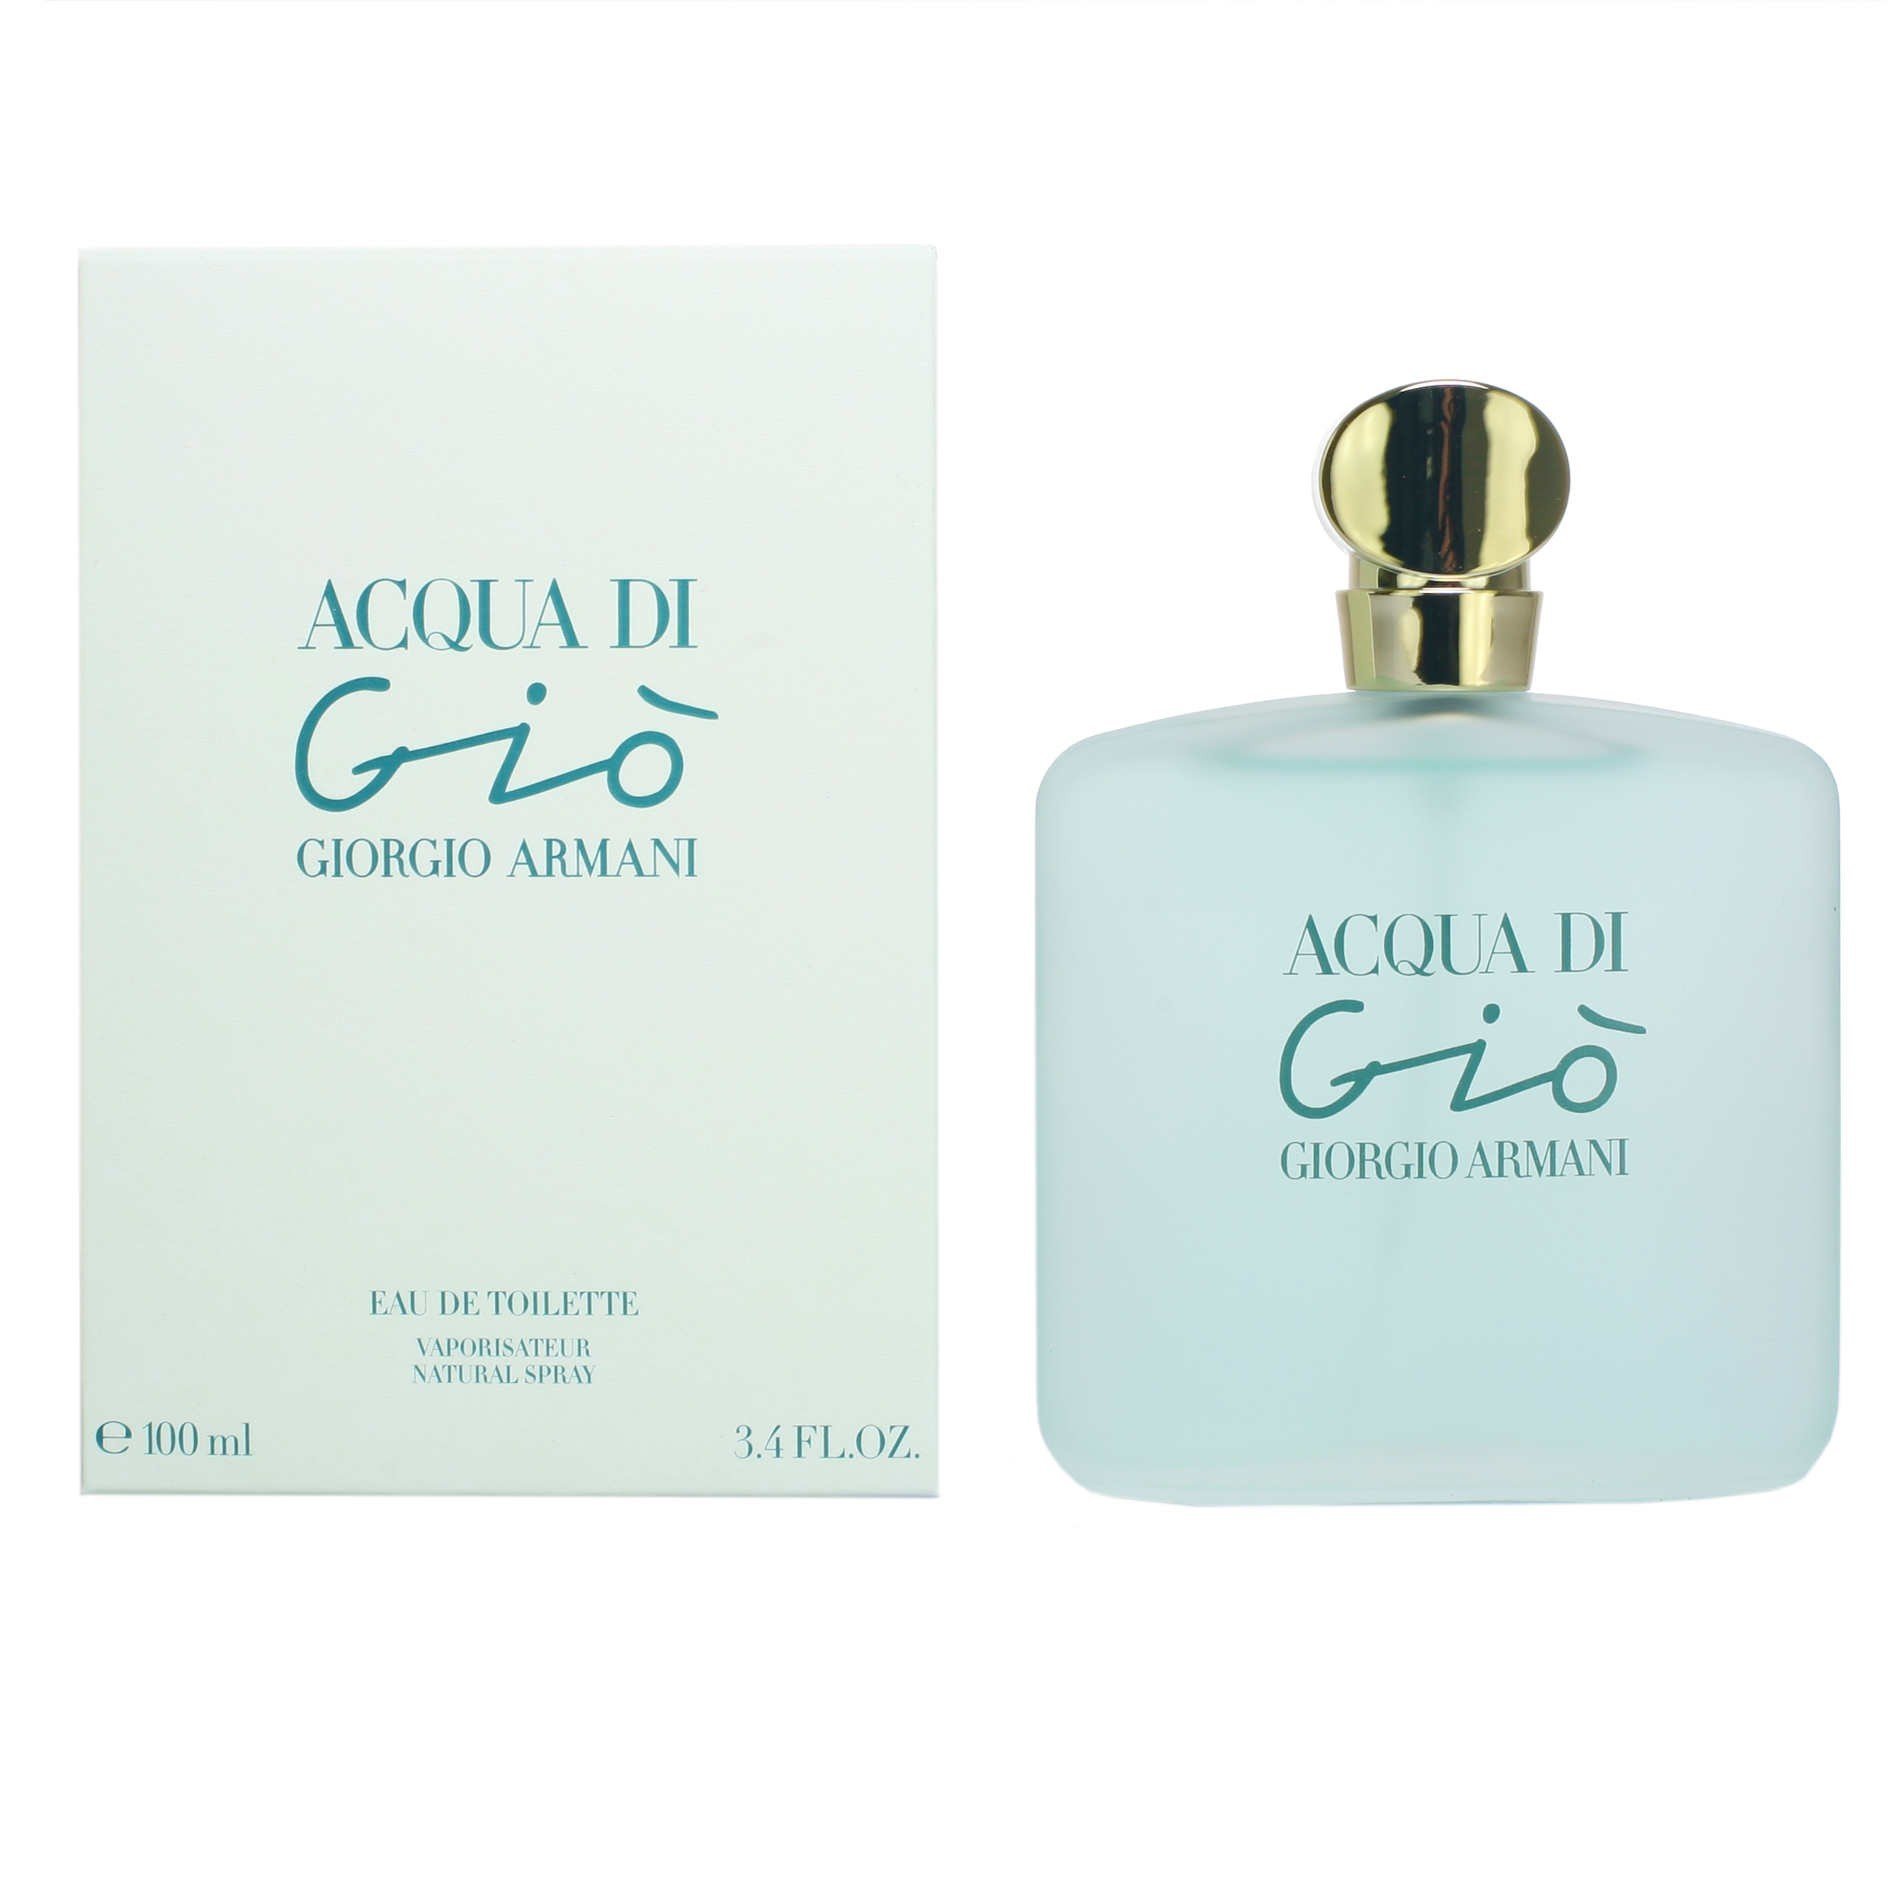 ACQUA DI
Giò
GIORGIO ARMANI
EAU DE TOILETTE
VAPORISATEUR
NATURAL SPRAY
℮ 100 ml 3.4 FL.OZ.
ACQUA DI
Giò
GIORGIO ARMANI